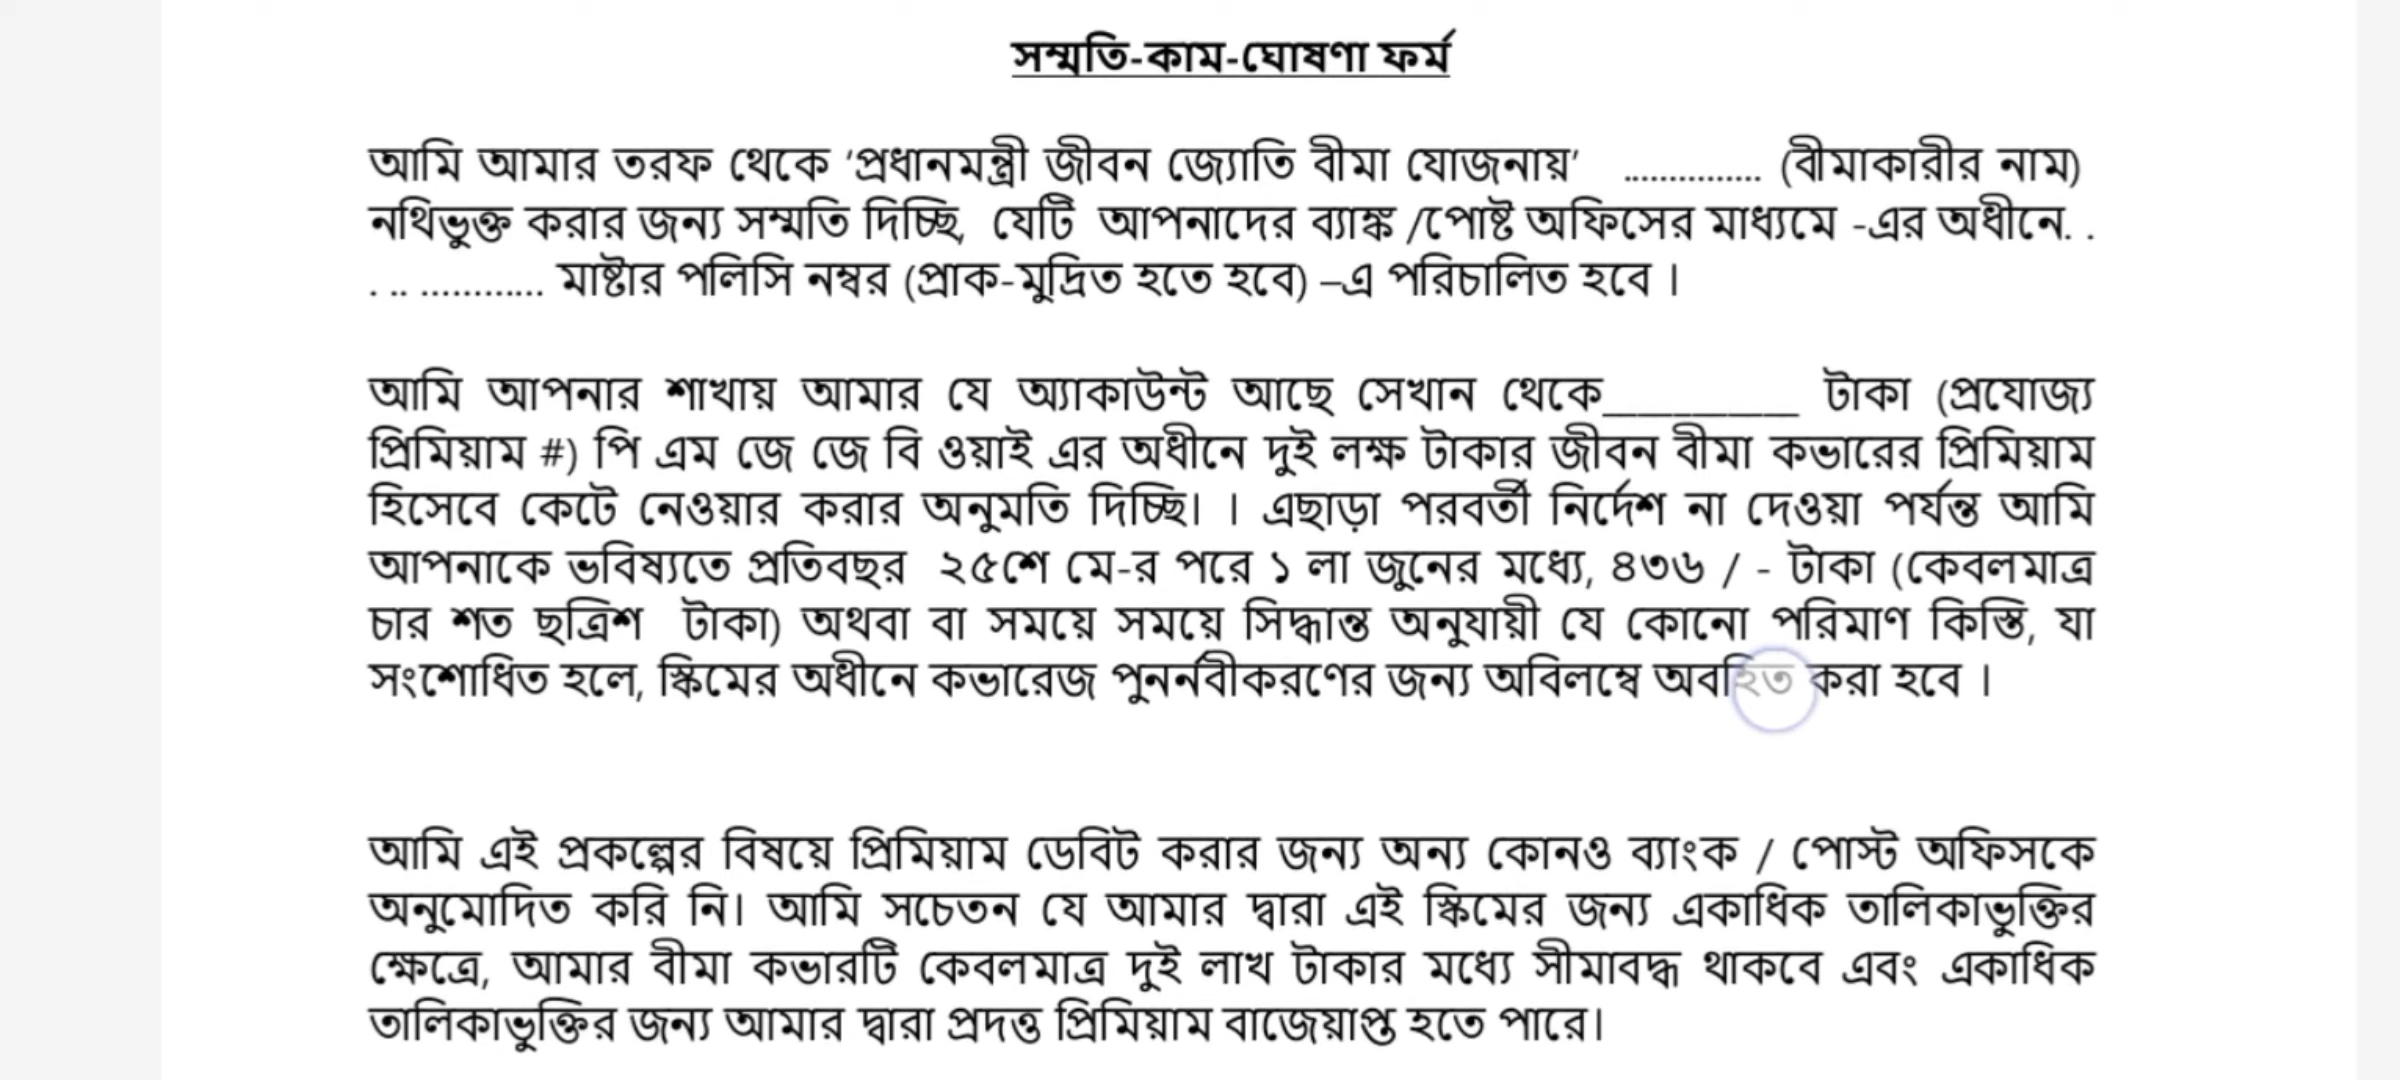 সম্মতি-কাম-ঘোষণা ফর্ম
আমি আমার তরফ থেকে ‘প্রধানমন্ত্রী জীবন জ্যোতি বীমা যোজনায়’ ................ (বীমাকারীর নাম)
নথিভুক্ত করার জন্য সম্মতি দিচ্ছি, যেটি আপনাদের ব্যাঙ্ক /পোষ্ট অফিসের মাধ্যমে -এর অধীনে. .
. .. ............ মাষ্টার পলিসি নম্বর (প্রাক-মুদ্রিত হতে হবে) –এ পরিচালিত হবে ।
আমি আপনার শাখায় আমার যে অ্যাকাউন্ট আছে সেখান থেকে____________ টাকা (প্রযোজ্য
প্রিমিয়াম #) পি এম জে জে বি ওয়াই এর অধীনে দুই লক্ষ টাকার জীবন বীমা কভারের প্রিমিয়াম
হিসেবে কেটে নেওয়ার করার অনুমতি দিচ্ছি। । এছাড়া পরবর্তী নির্দেশ না দেওয়া পর্যন্ত আমি
আপনাকে ভবিষ্যতে প্রতিবছর ২৫শে মে-র পরে ১ লা জুনের মধ্যে, ৪৩৬ / - টাকা (কেবলমাত্র
চার শত ছত্রিশ টাকা) অথবা বা সময়ে সময়ে সিদ্ধান্ত অনুযায়ী যে কোনো পরিমাণ কিস্তি, যা
সংশোধিত হলে, স্কিমের অধীনে কভারেজ পুনর্নবীকরণের জন্য অবিলম্বে অবহিত করা হবে ।
আমি এই প্রকল্পের বিষয়ে প্রিমিয়াম ডেবিট করার জন্য অন্য কোনও ব্যাংক / পোস্ট অফিসকে
অনুমোদিত করি নি। আমি সচেতন যে আমার দ্বারা এই স্কিমের জন্য একাধিক তালিকাভুক্তির
ক্ষেত্রে, আমার বীমা কভারটি কেবলমাত্র দুই লাখ টাকার মধ্যে সীমাবদ্ধ থাকবে এবং একাধিক
তালিকাভুক্তির জন্য আমার দ্বারা প্রদত্ত প্রিমিয়াম বাজেয়াপ্ত হতে পারে।